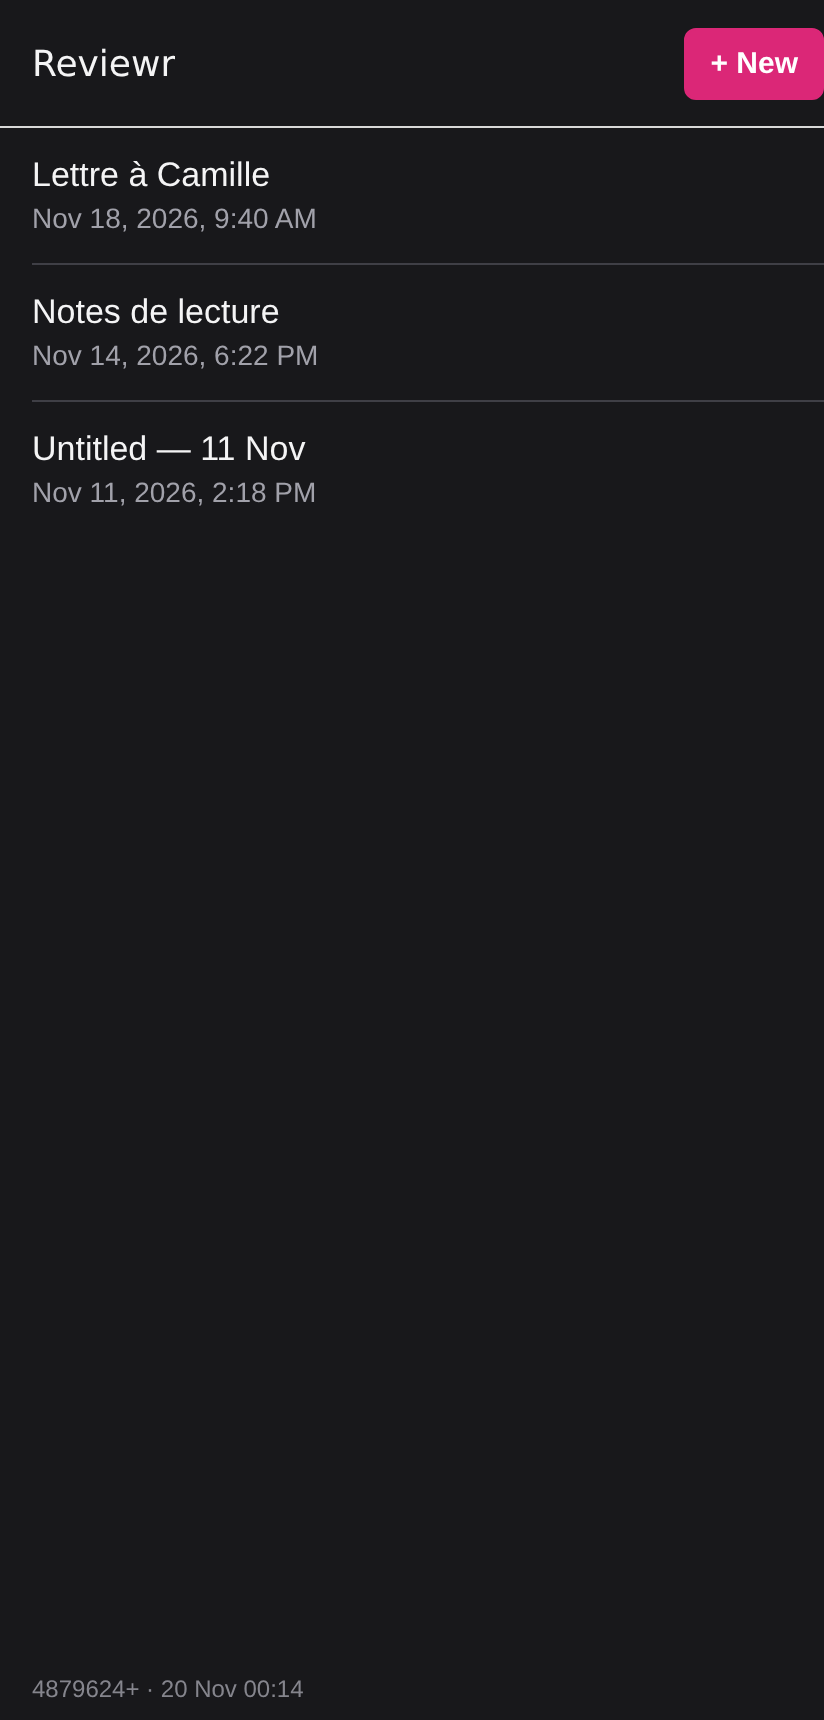 Reviewr
+ New
Lettre à Camille
Nov 18, 2026, 9:40 AM
Notes de lecture
Nov 14, 2026, 6:22 PM
Untitled — 11 Nov
Nov 11, 2026, 2:18 PM
4879624+ · 20 Nov 00:14